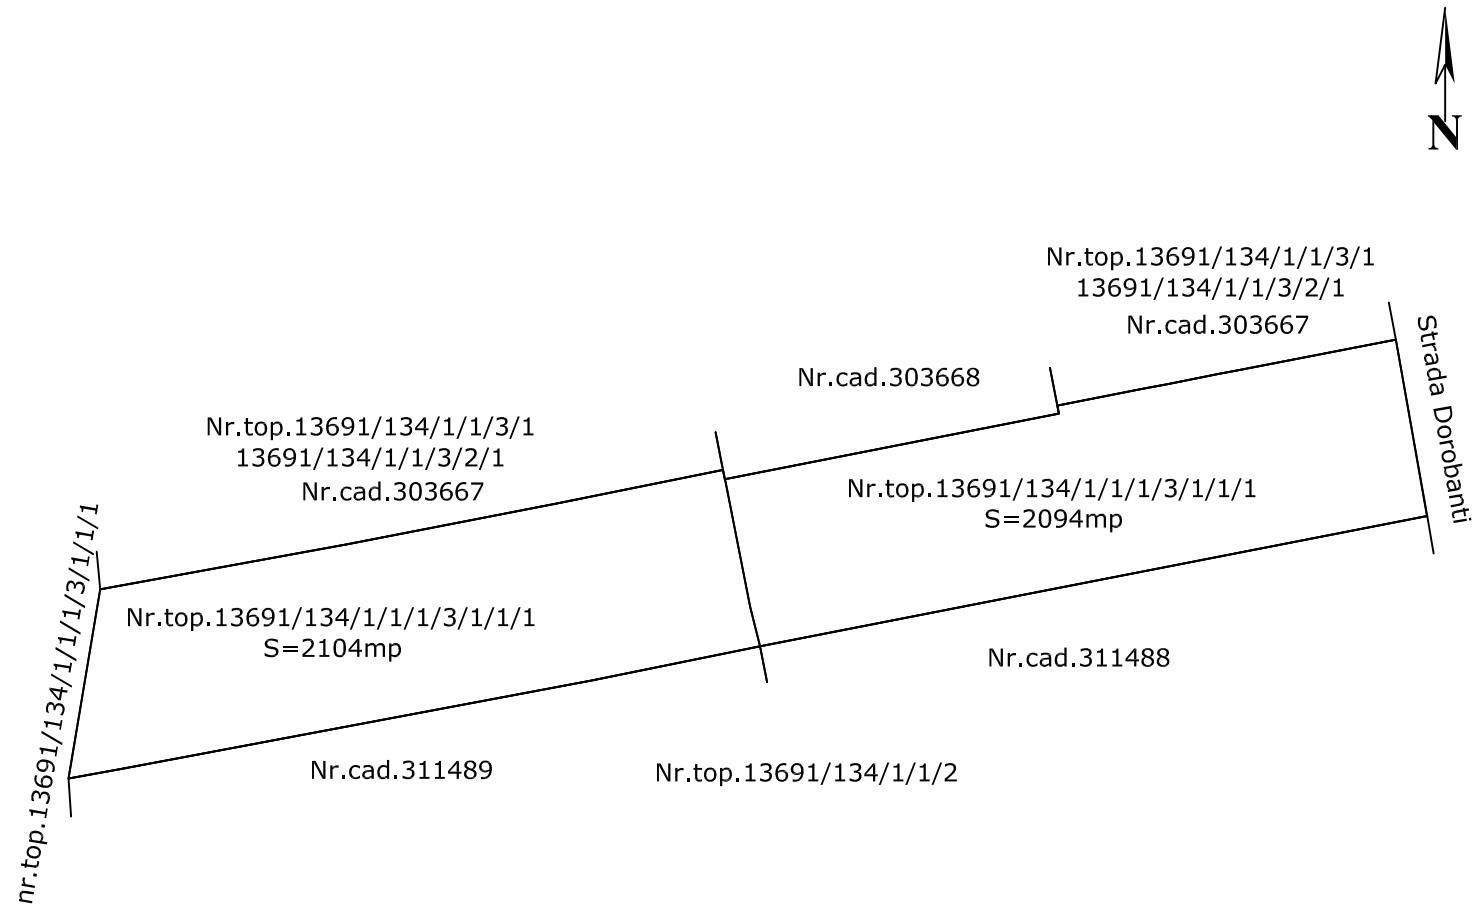 N
Nr.top.13691/134/1/1/3/1
13691/134/1/1/3/2/1
Nr.cad.303667
Strada Dorobanti
Nr.cad.303668
Nr.top.13691/134/1/1/3/1
13691/134/1/1/3/2/1
Nr.cad.303667
Nr.top.13691/134/1/1/1/3/1/1/1
S=2094mp
nr.top.13691/134/1/1/1/3/1/1/1
Nr.top.13691/134/1/1/1/3/1/1/1
S=2104mp
Nr.cad.311488
Nr.cad.311489
Nr.top.13691/134/1/1/2